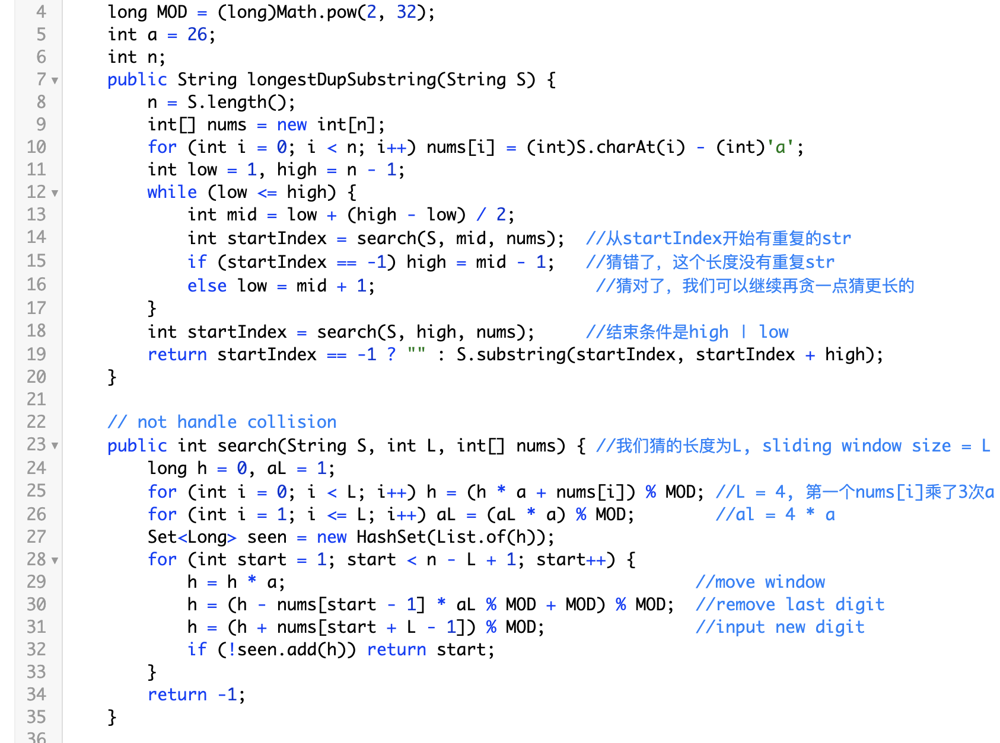 4 long MOD = (long)Math.pow(2, 32);
5 int a = 26;
6 int n;
7 public String longestDupSubstring(String S) {
8 n = S.length();
9 int[] nums = new int[n];
10 for (int i = 0; i < n; i++) nums[i] = (int)S.charAt(i) - (int)'a';
11 int low = 1, high = n - 1;
12 while (low <= high) {
13 int mid = low + (high - low) / 2;
14 int startIndex = search(S, mid, nums); //从startIndex开始有重复的str
15 if (startIndex == -1) high = mid - 1; //猜错了, 这个长度没有重复str
16 else low = mid + 1; //猜对了, 我们可以继续再贪一点猜更长的
17 }
18 int startIndex = search(S, high, nums); //结束条件是high | low
19 return startIndex == -1 ? "" : S.substring(startIndex, startIndex + high);
20 }
21
22 // not handle collision
23 public int search(String S, int L, int[] nums) { //我们猜的长度为L, sliding window size = L
24 long h = 0, aL = 1;
25 for (int i = 0; i < L; i++) h = (h * a + nums[i]) % MOD; //L = 4, 第一个nums[i]乘了3次a
26 for (int i = 1; i <= L; i++) aL = (aL * a) % MOD; //al = 4 * a
27 Set<Long> seen = new HashSet(List.of(h));
28 for (int start = 1; start < n - L + 1; start++) {
29 h = h * a; //move window
30 h = (h - nums[start - 1] * aL % MOD + MOD) % MOD; //remove last digit
31 h = (h + nums[start + L - 1]) % MOD; //input new digit
32 if (!seen.add(h)) return start;
33 }
34 return -1;
35 }
36